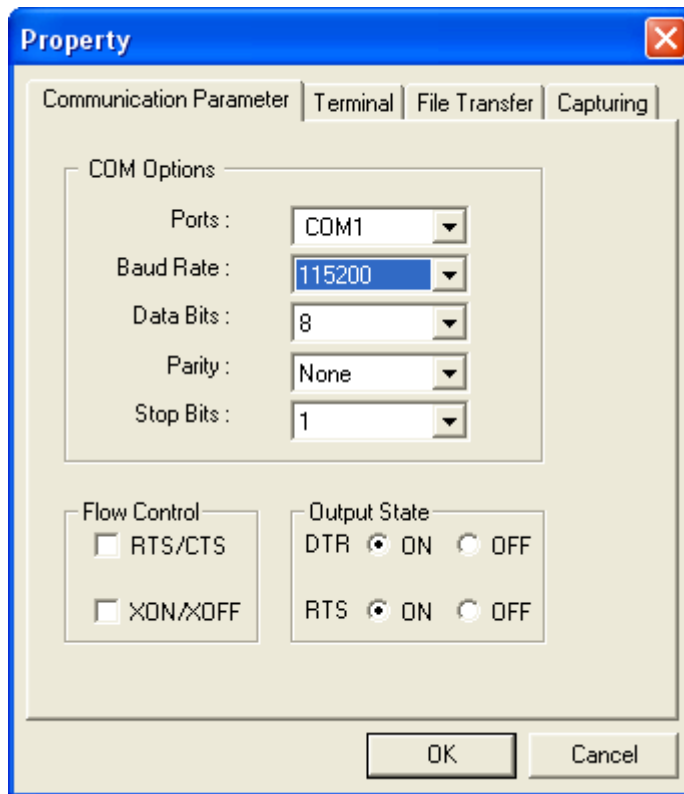 Property
Communication Parameter Terminal File Transfer Capturing
COM Options
Ports : COM1
Baud Rate : 115200
Data Bits : 8
Parity : None
Stop Bits : 1
Flow Control
RTS/CTS
XON/XOFF
Output State
DTR ON OFF
RTS ON OFF
OK Cancel